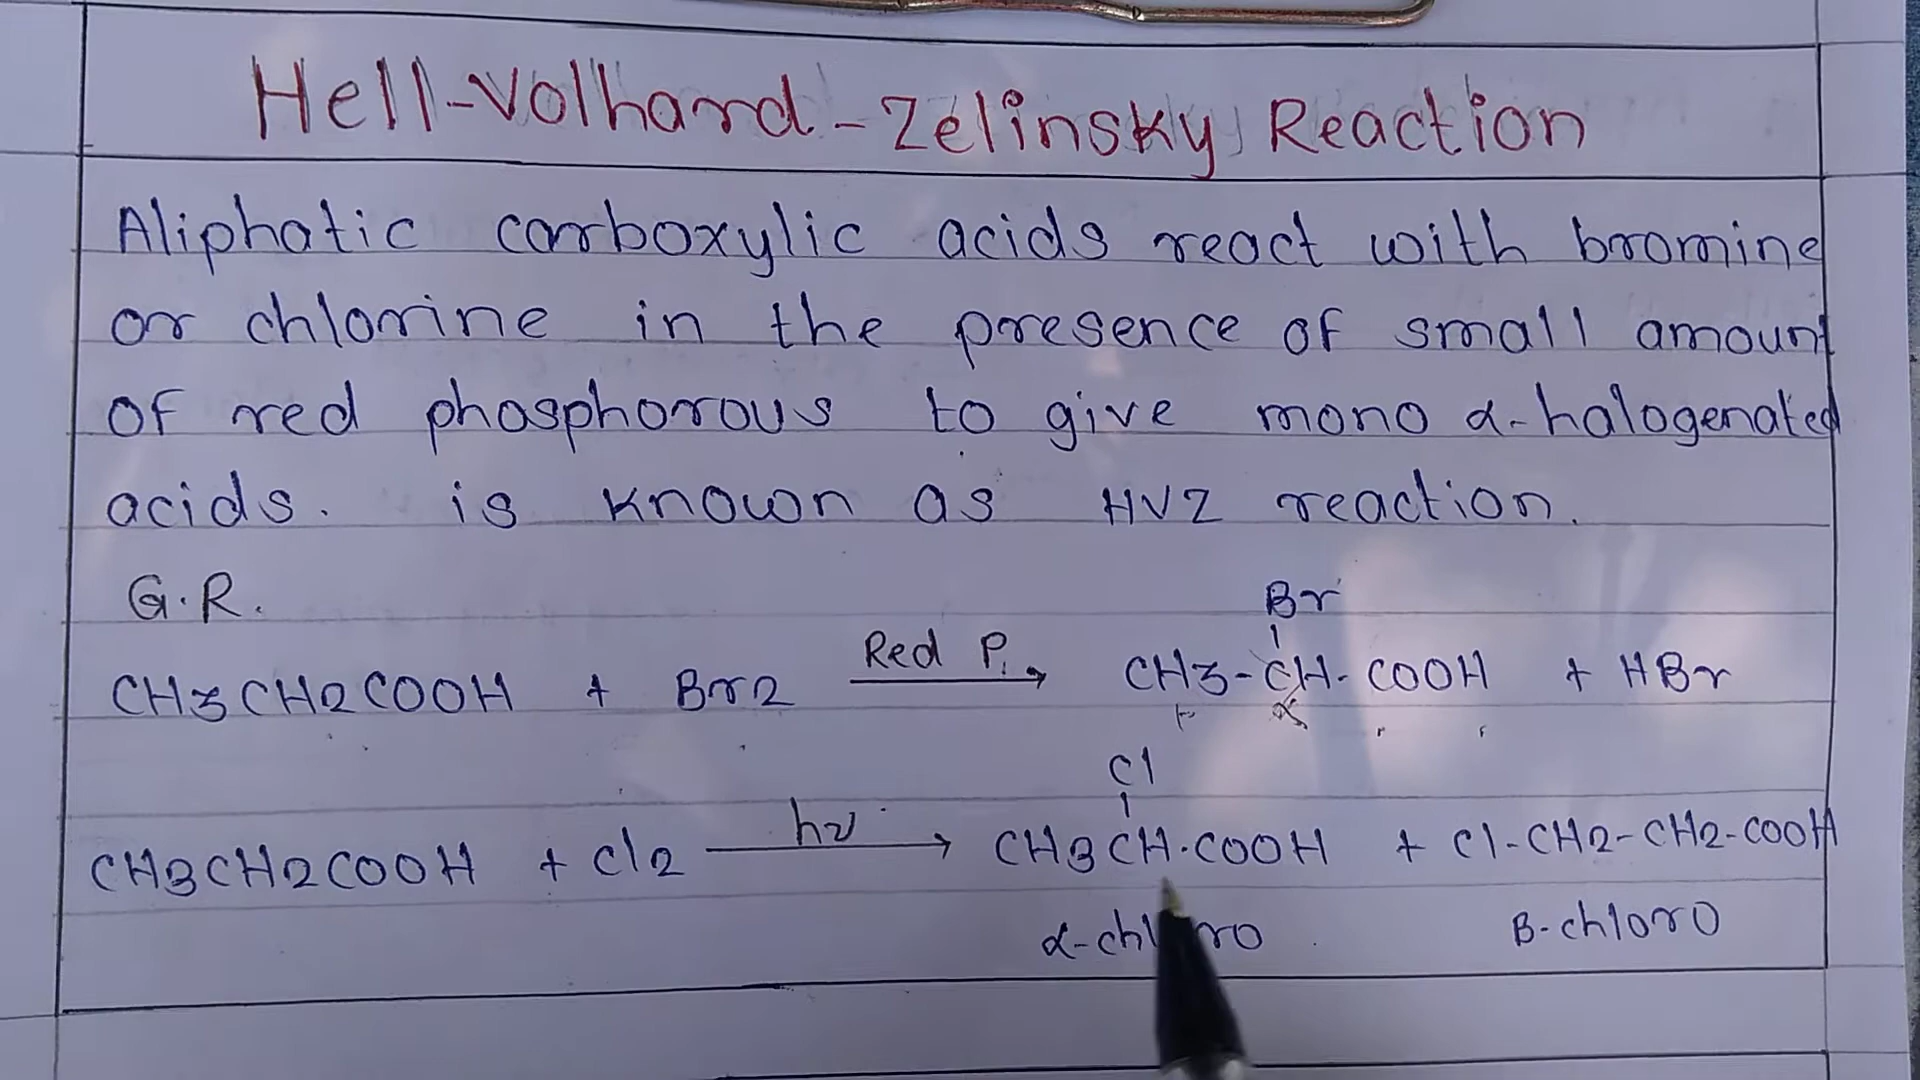 Hell-Volhard-Zelinsky Reaction
Aliphatic carboxylic acids react with bromine
or chlorine in the presence of small amount
of red phosphorous to give mono α-halogenated
acids. is known as HVZ reaction.
G.R.
Br
CH3CH2COOH + Br2 Red P. → CH3-CH-COOH + HBr
α
Cl
CH3CH2COOH + Cl2 hν → CH3CH-COOH + Cl-CH2-CH2-COOH
α-chloro β-chloro